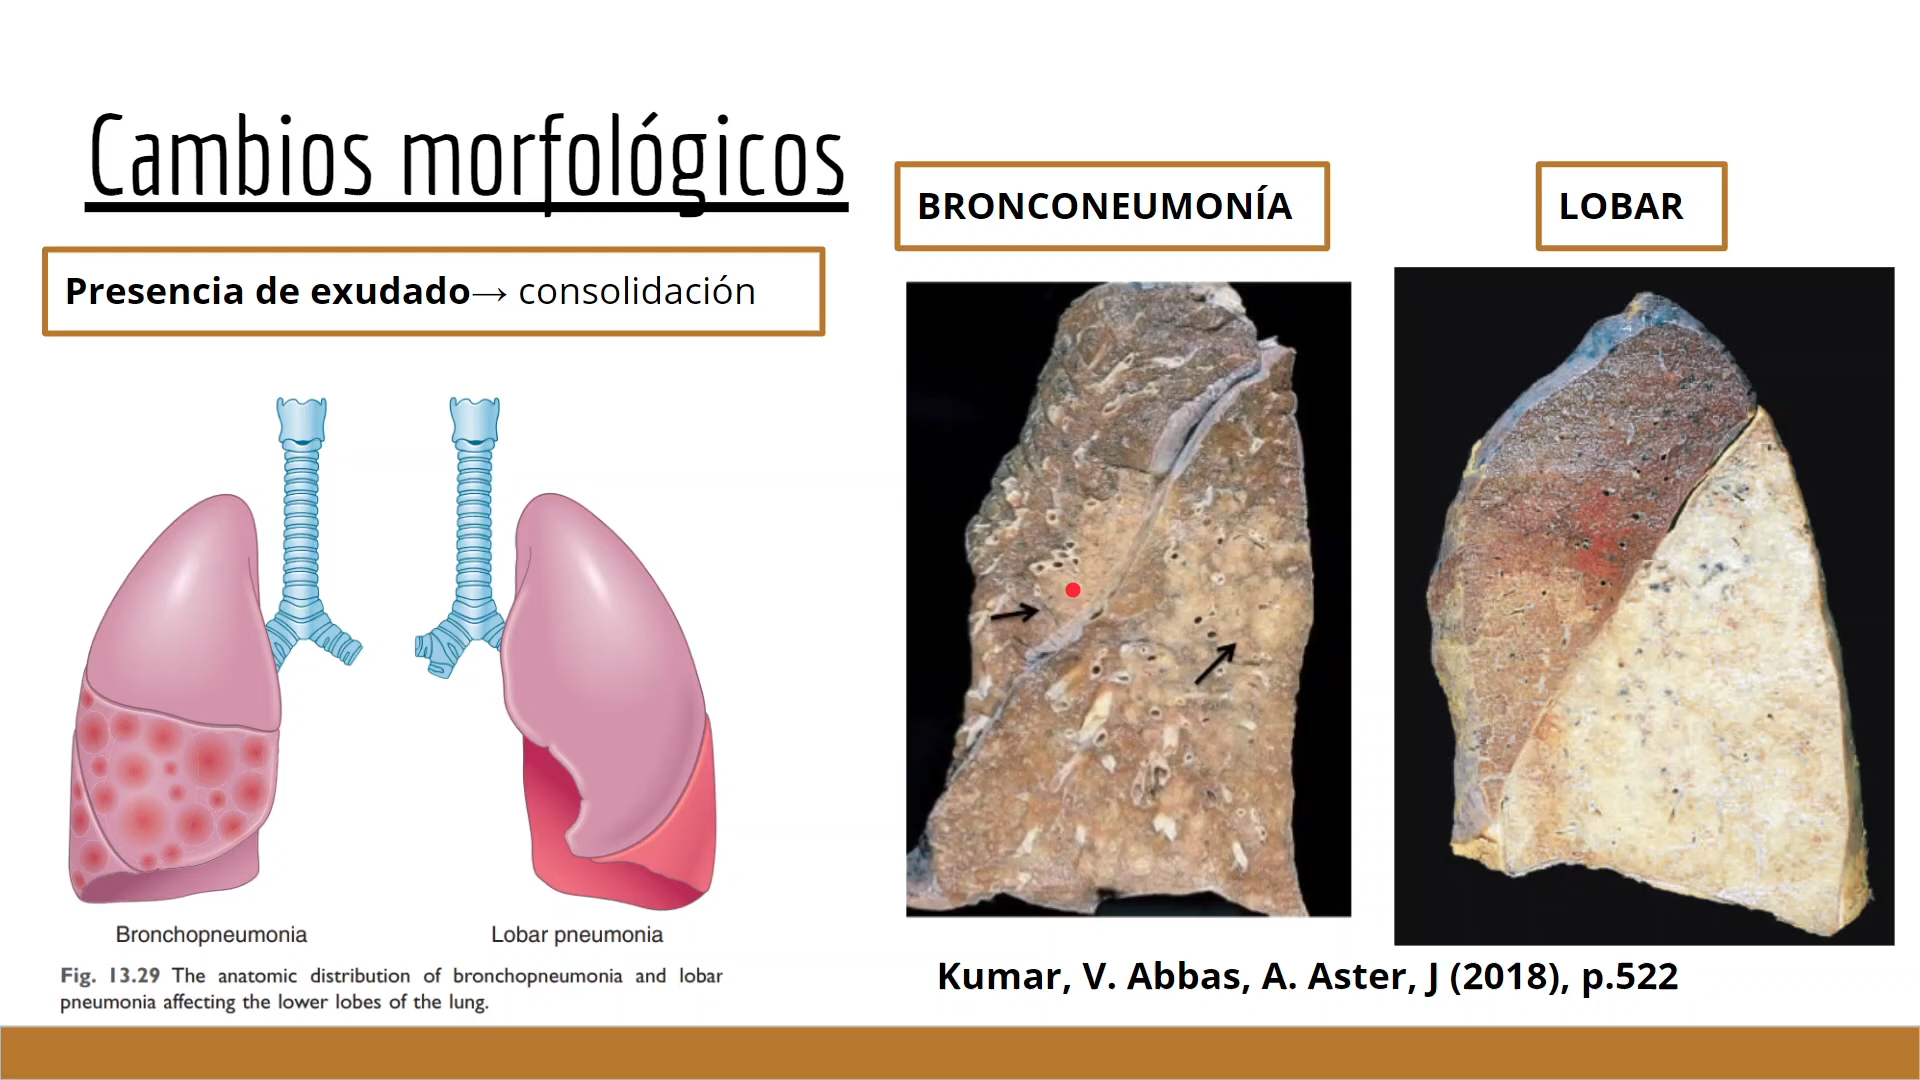 Cambios morfológicos
Presencia de exudado→ consolidación
BRONCONEUMONÍA
LOBAR
Bronchopneumonia
Lobar pneumonia
Fig. 13.29 The anatomic distribution of bronchopneumonia and lobar
pneumonia affecting the lower lobes of the lung.
Kumar, V. Abbas, A. Aster, J (2018), p.522